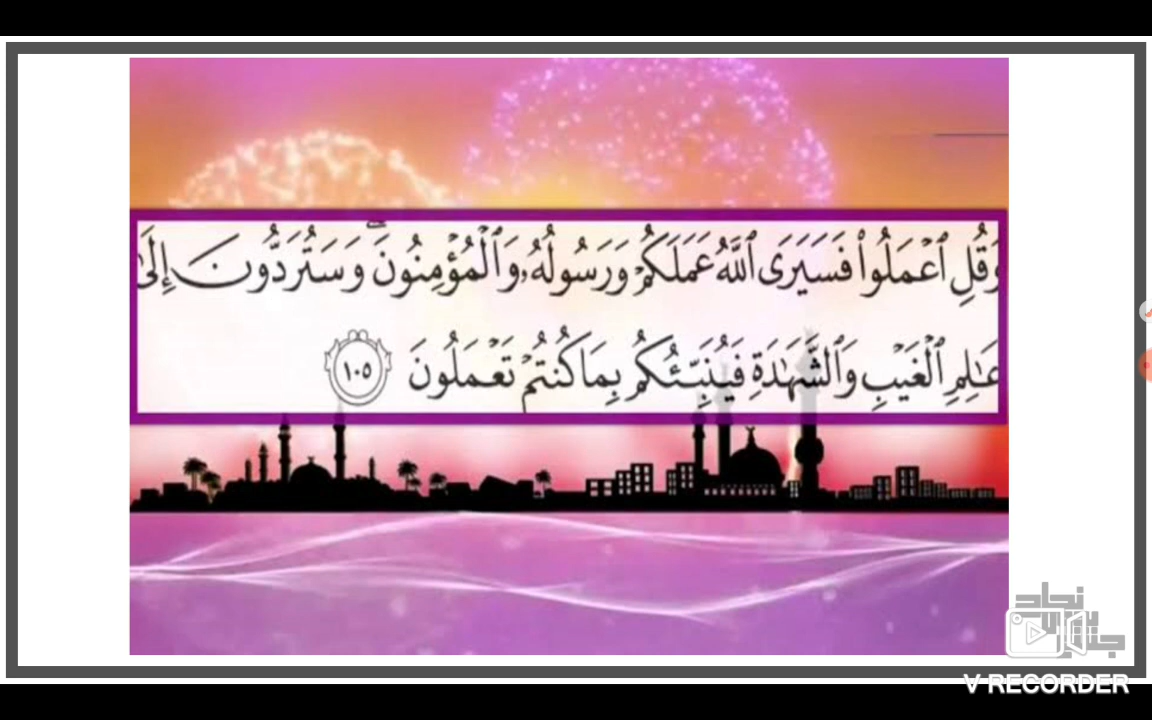 وَقُلِ ٱعۡمَلُواْ فَسَيَرَى ٱللَّهُ عَمَلَكُمۡ وَرَسُولُهُۥ وَٱلۡمُؤۡمِنُونَۖ وَسَتُرَدُّونَ إِلَىٰ
عَٰلِمِ ٱلۡغَيۡبِ وَٱلشَّهَٰدَةِ فَيُنَبِّئُكُم بِمَا كُنتُمۡ تَعۡمَلُونَ ١٠٥
V RECORDER